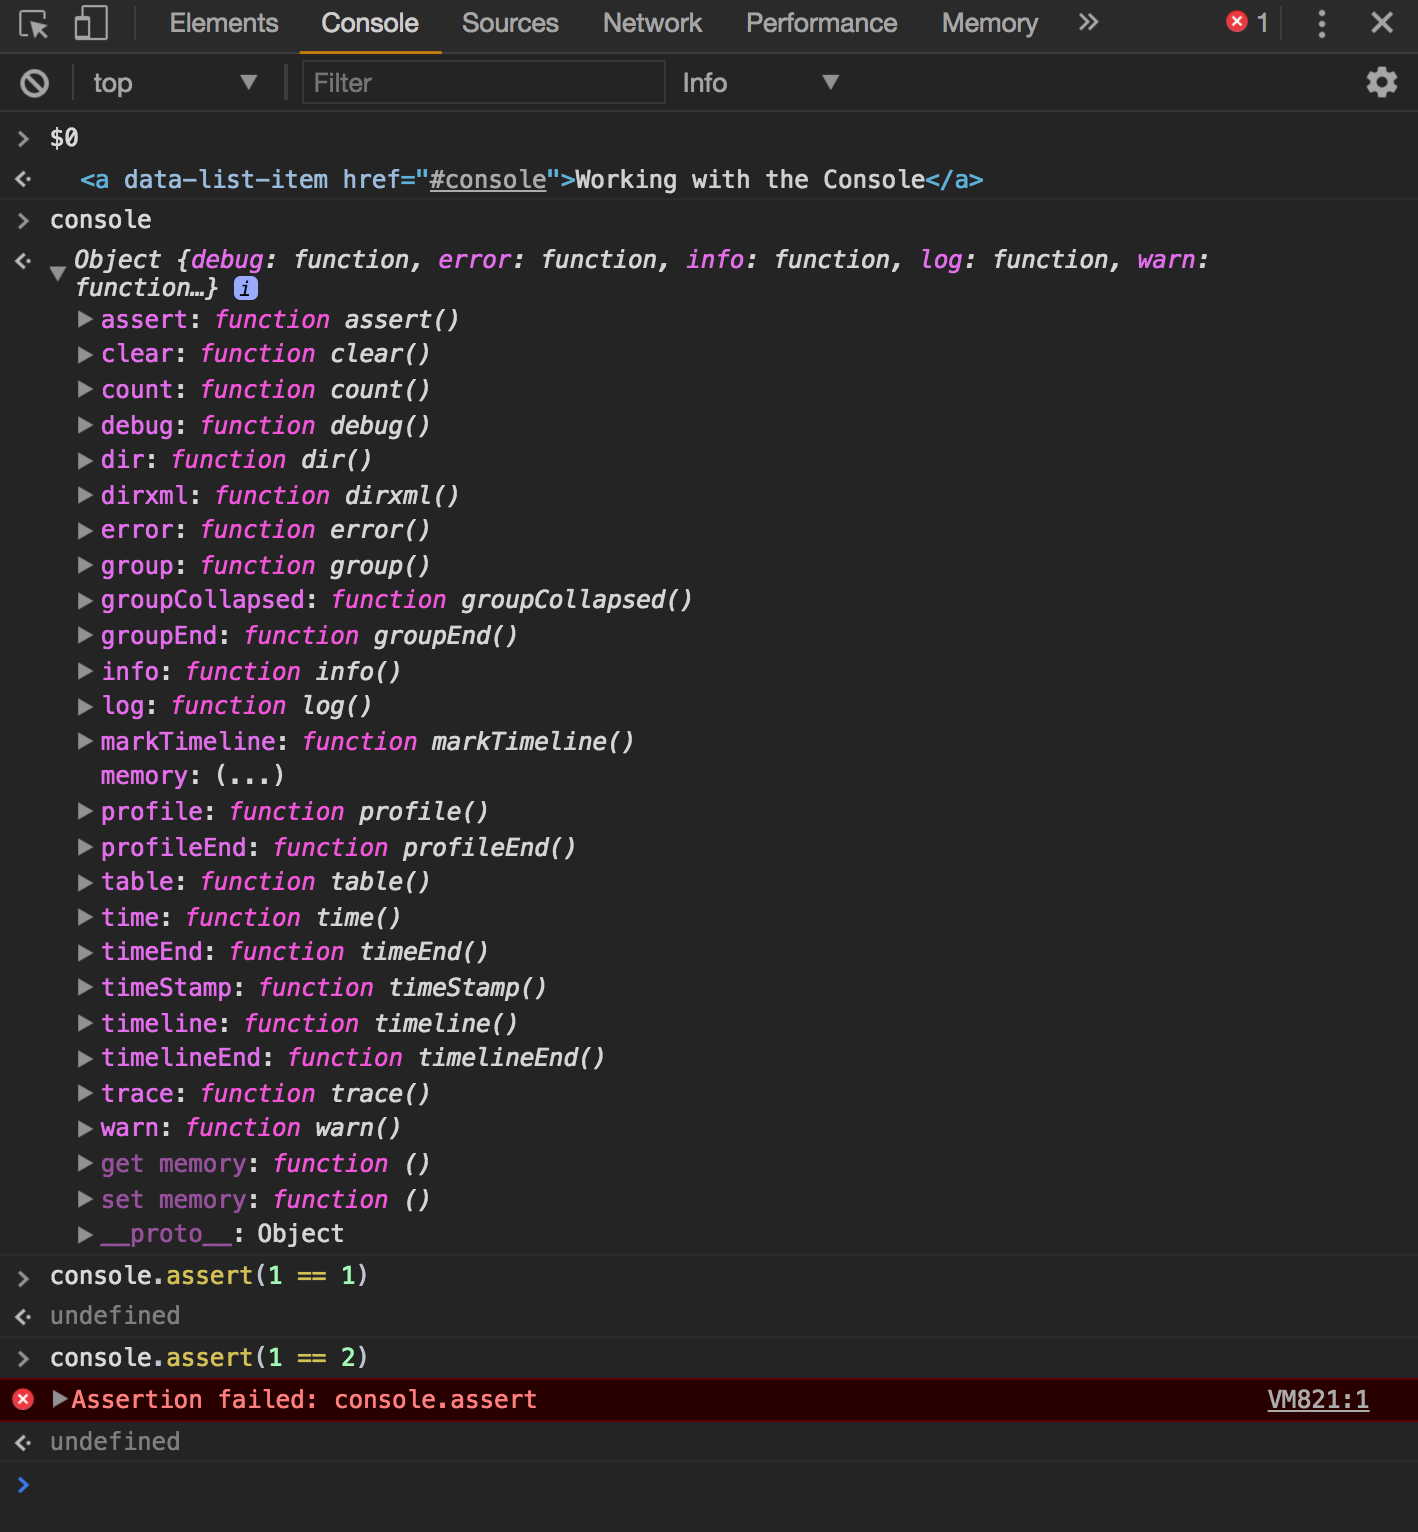 Elements Console Sources Network Performance Memory » 1
top Filter Info
> $0
<a data-list-item href="#console">Working with the Console</a>
> console
Object {debug: function, error: function, info: function, log: function, warn:
function…} i
assert: function assert()
clear: function clear()
count: function count()
debug: function debug()
dir: function dir()
dirxml: function dirxml()
error: function error()
group: function group()
groupCollapsed: function groupCollapsed()
groupEnd: function groupEnd()
info: function info()
log: function log()
markTimeline: function markTimeline()
memory: (...)
profile: function profile()
profileEnd: function profileEnd()
table: function table()
time: function time()
timeEnd: function timeEnd()
timeStamp: function timeStamp()
timeline: function timeline()
timelineEnd: function timelineEnd()
trace: function trace()
warn: function warn()
get memory: function ()
set memory: function ()
__proto__: Object
> console.assert(1 == 1)
undefined
> console.assert(1 == 2)
Assertion failed: console.assert VM821:1
undefined
>